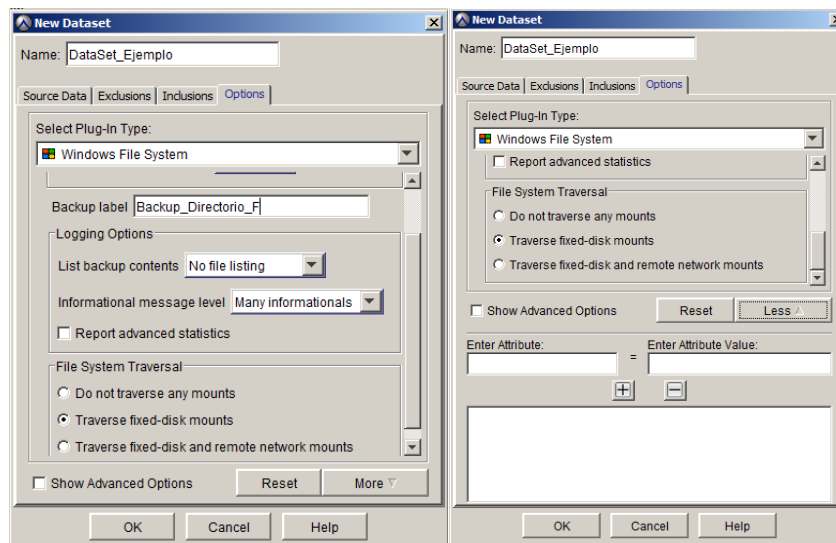 New Dataset
Name: DataSet_Ejemplo
Source Data Exclusions Inclusions Options
Select Plug-In Type:
Windows File System
Backup label Backup_Directorio_F
Logging Options
List backup contents No file listing
Informational message level Many informationals
Report advanced statistics
File System Traversal
Do not traverse any mounts
Traverse fixed-disk mounts
Traverse fixed-disk and remote network mounts
Show Advanced Options Reset More
OK Cancel Help
New Dataset
Name: DataSet_Ejemplo
Source Data Exclusions Inclusions Options
Select Plug-In Type:
Windows File System
Report advanced statistics
File System Traversal
Do not traverse any mounts
Traverse fixed-disk mounts
Traverse fixed-disk and remote network mounts
Show Advanced Options Reset Less
Enter Attribute: = Enter Attribute Value:
OK Cancel Help